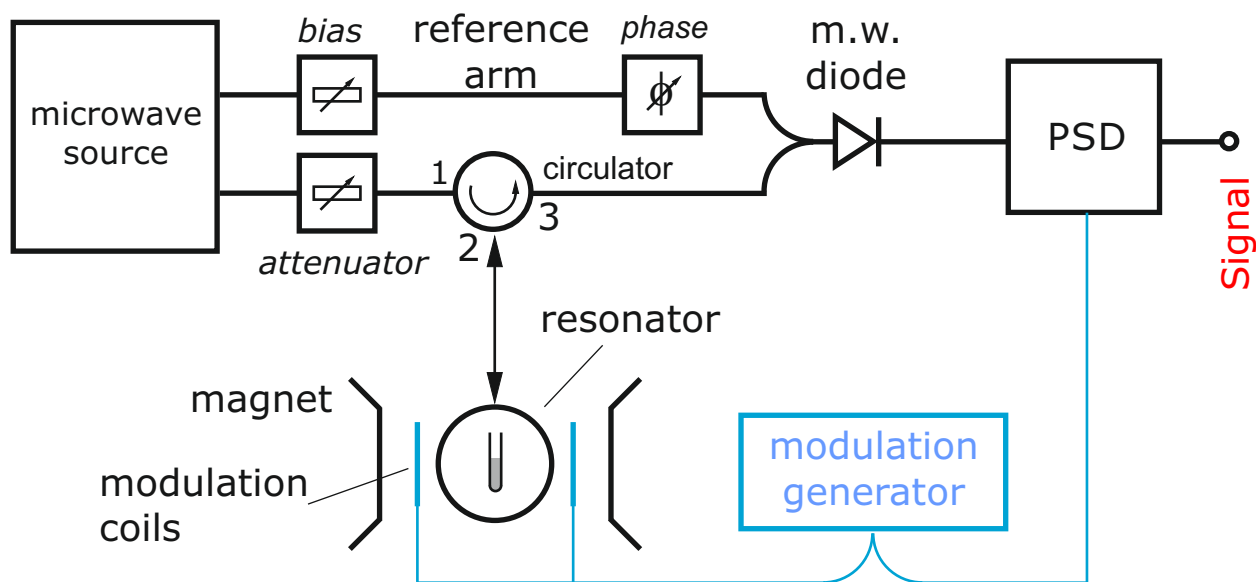 bias
reference
arm
phase
m.w.
diode
microwave
source
ϕ
PSD
1
circulator
3
2
attenuator
Signal
resonator
magnet
modulation
coils
modulation
generator